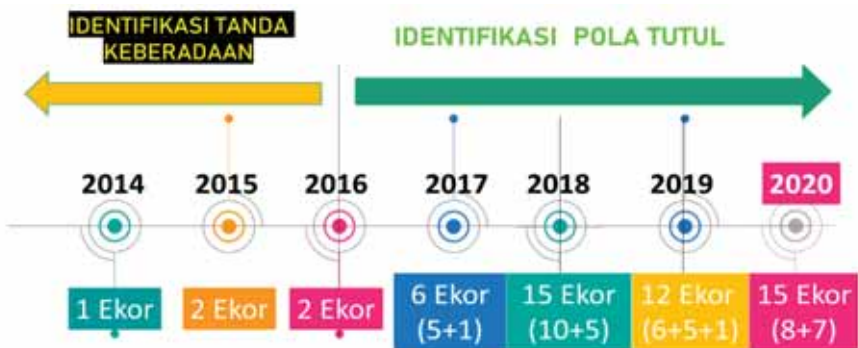 IDENTIFIKASI TANDA
KEBERADAAN
IDENTIFIKASI POLA TUTUL
2014
2015
2016
2017
2018
2019
2020
1 Ekor
2 Ekor
2 Ekor
6 Ekor
(5+1)
15 Ekor
(10+5)
12 Ekor
(6+5+1)
15 Ekor
(8+7)